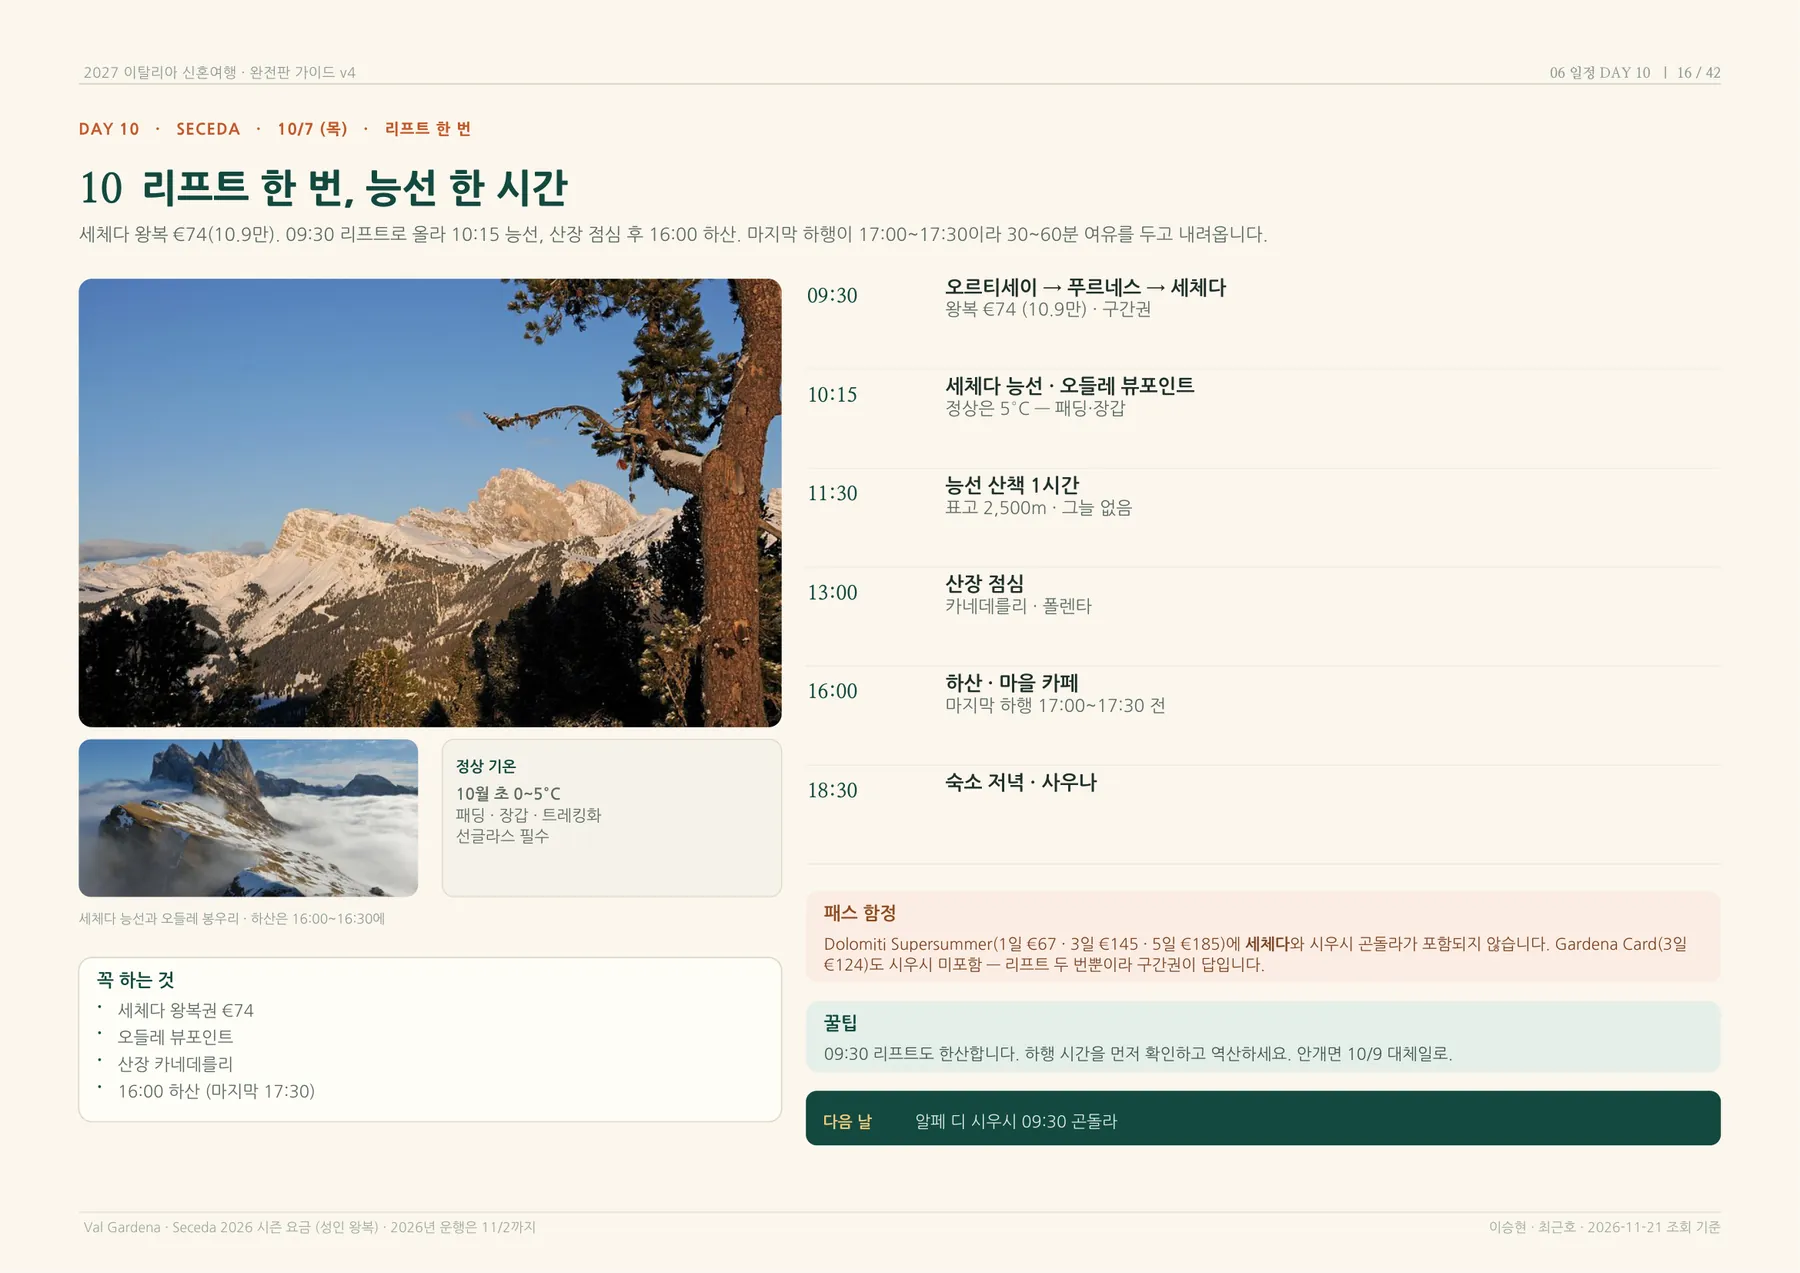 2027 이탈리아 신혼여행 · 완전판 가이드 v4
06 일정 DAY 10 | 16 / 42
DAY 10 · SECEDA · 10/7 (목) · 리프트 한 번
10 리프트 한 번, 능선 한 시간
세체다 왕복 €74(10.9만). 09:30 리프트로 올라 10:15 능선, 산장 점심 후 16:00 하산. 마지막 하행이 17:00~17:30이라 30~60분 여유를 두고 내려옵니다.
09:30 오르티세이 → 푸르네스 → 세체다
왕복 €74 (10.9만) · 구간권
10:15 세체다 능선 · 오들레 뷰포인트
정상은 5°C — 패딩·장갑
11:30 능선 산책 1시간
표고 2,500m · 그늘 없음
13:00 산장 점심
카네데를리 · 폴렌타
16:00 하산 · 마을 카페
마지막 하행 17:00~17:30 전
18:30 숙소 저녁 · 사우나
정상 기온
10월 초 0~5°C
패딩 · 장갑 · 트레킹화
선글라스 필수
세체다 능선과 오들레 봉우리 · 하산은 16:00~16:30에
꼭 하는 것
· 세체다 왕복권 €74
· 오들레 뷰포인트
· 산장 카네데를리
· 16:00 하산 (마지막 17:30)
패스 함정
Dolomiti Supersummer(1일 €67 · 3일 €145 · 5일 €185)에 세체다와 시우시 곤돌라가 포함되지 않습니다. Gardena Card(3일
€124)도 시우시 미포함 — 리프트 두 번뿐이라 구간권이 답입니다.
꿀팁
09:30 리프트도 한산합니다. 하행 시간을 먼저 확인하고 역산하세요. 안개면 10/9 대체일로.
다음 날 알페 디 시우시 09:30 곤돌라
Val Gardena · Seceda 2026 시즌 요금 (성인 왕복) · 2026년 운행은 11/2까지
이승현 · 최근호 · 2026-11-21 조회 기준